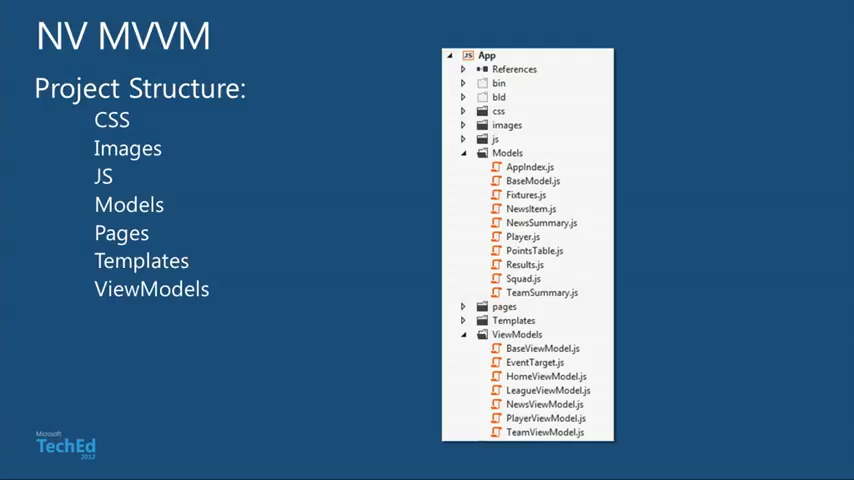 NV MVVM
Project Structure:
CSS
Images
JS
Models
Pages
Templates
ViewModels
JS App
References
bin
bld
css
images
js
Models
AppIndex.js
BaseModel.js
Fixtures.js
NewsItem.js
NewsSummary.js
Player.js
PointsTable.js
Results.js
Squad.js
TeamSummary.js
pages
Templates
ViewModels
BaseViewModel.js
EventTarget.js
HomeViewModel.js
LeagueViewModel.js
NewsViewModel.js
PlayerViewModel.js
TeamViewModel.js
Microsoft
TechEd
2012